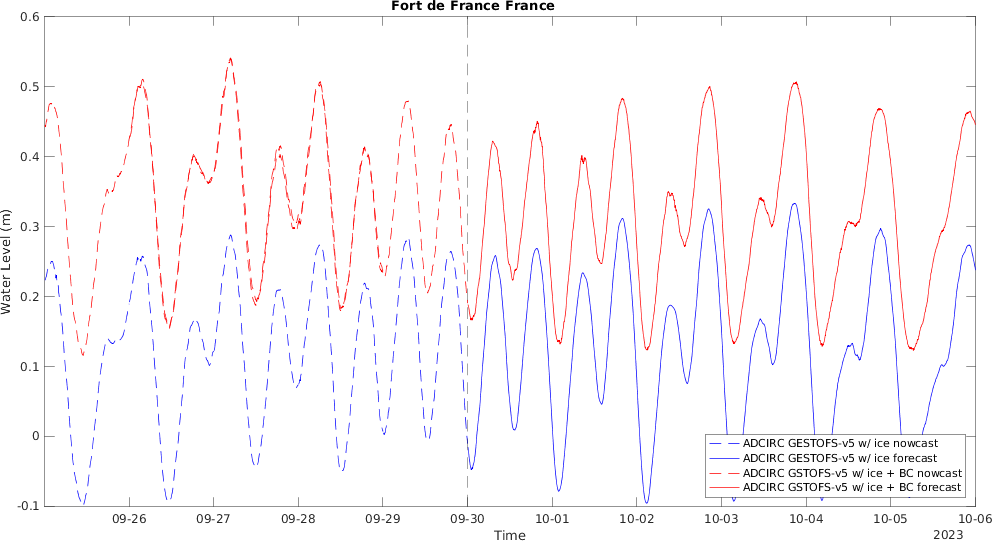 Fort de France France
0.6
0.5
0.4
0.3
0.2
0.1
0
-0.1
Water Level (m)
09-26 09-27 09-28 09-29 09-30 10-01 10-02 10-03 10-04 10-05 10-06
Time
2023
ADCIRC GESTOFS-v5 w/ ice nowcast
ADCIRC GESTOFS-v5 w/ ice forecast
ADCIRC GSTOFS-v5 w/ ice + BC nowcast
ADCIRC GSTOFS-v5 w/ ice + BC forecast